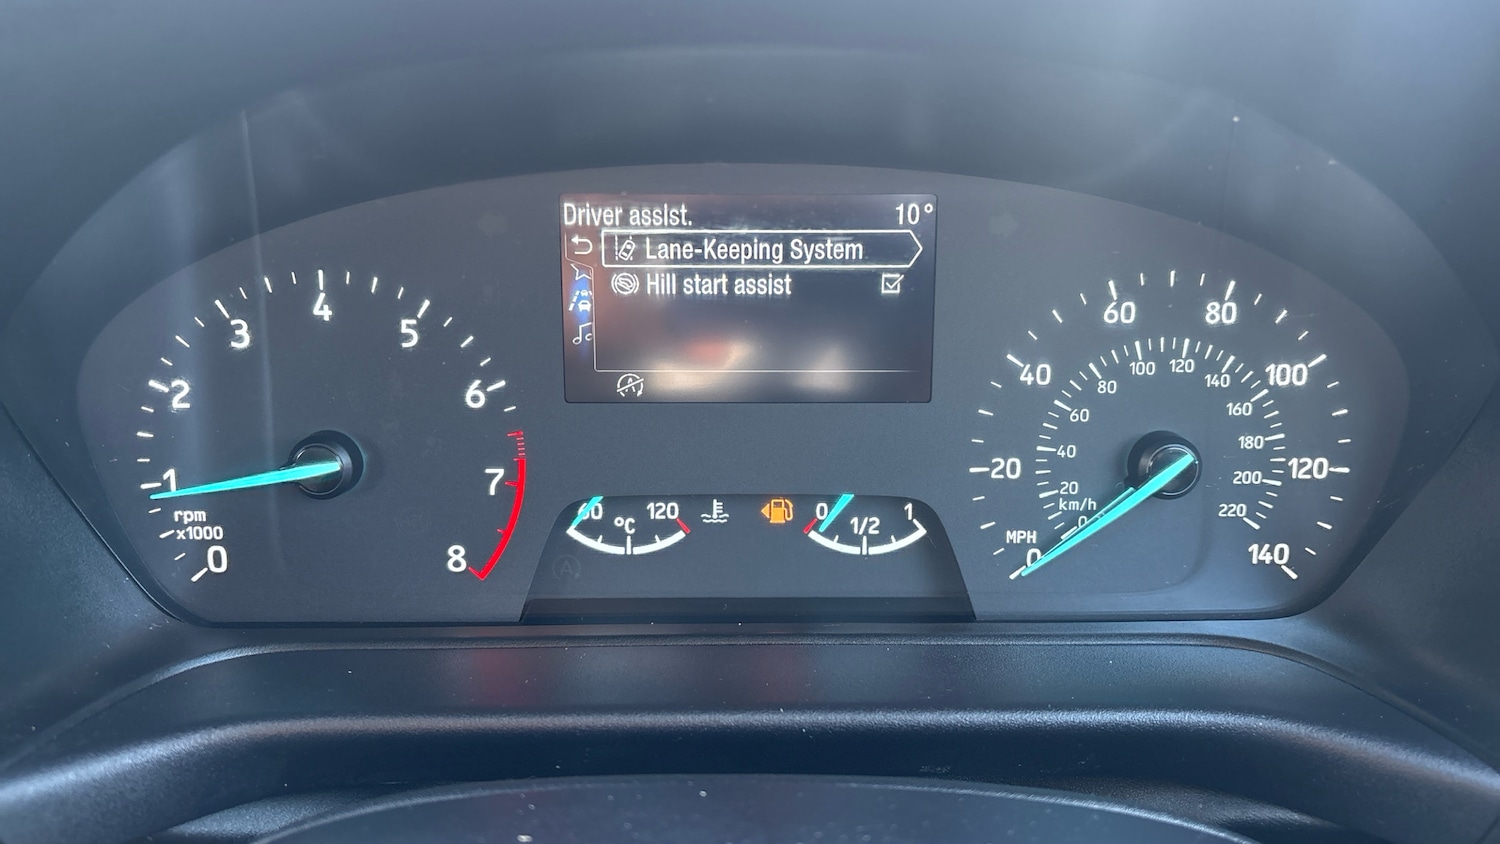 Driver assist. 10°
Lane-Keeping System
Hill start assist
A
0 1 2 3 4 5 6 7 8
rpm
x1000
60 120
°C
0 1/2 1
A
0 20 40 60 80 100 120 140
MPH
km/h
0 20 40 60 80 100 120 140 160 180 200 220